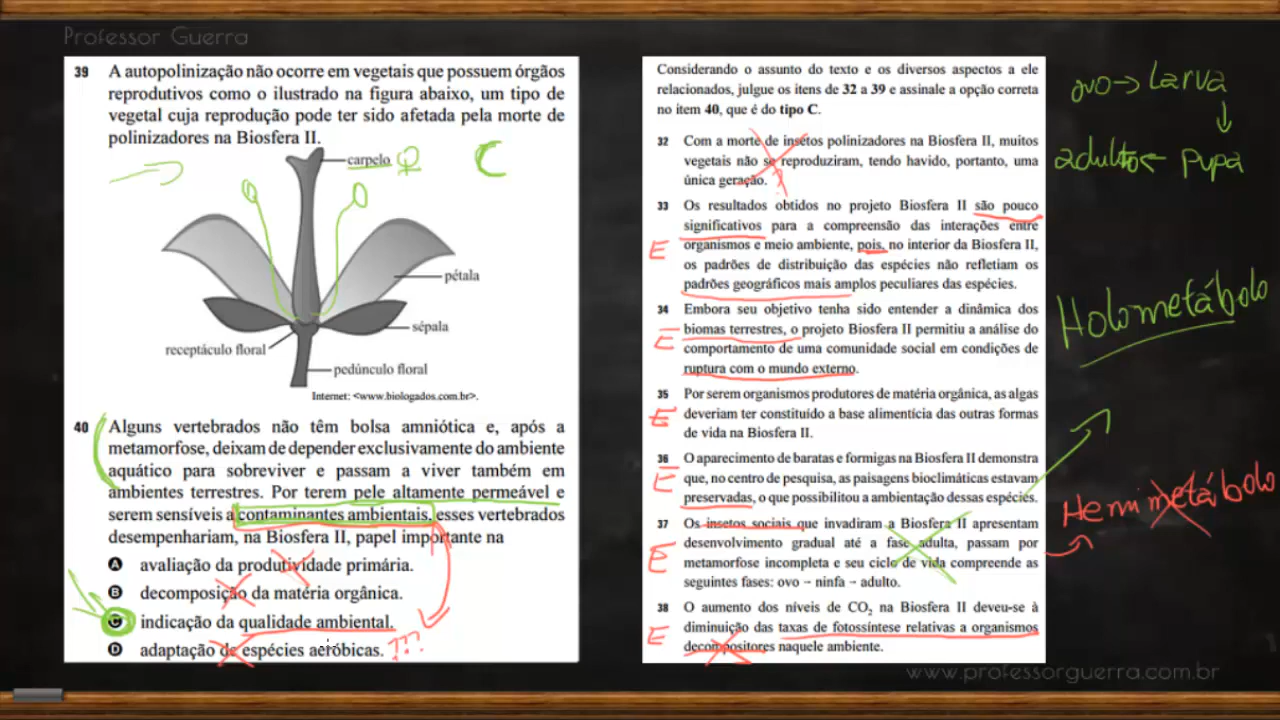 Professor Guerra
39 A autopolinização não ocorre em vegetais que possuem órgãos
reprodutivos como o ilustrado na figura abaixo, um tipo de
vegetal cuja reprodução pode ter sido afetada pela morte de
polinizadores na Biosfera II.
carpelo ♀
C
pétala
sépala
receptáculo floral
pedúnculo floral
Internet: <www.biologados.com.br>.
40 Alguns vertebrados não têm bolsa amniótica e, após a
metamorfose, deixam de depender exclusivamente do ambiente
aquático para sobreviver e passam a viver também em
ambientes terrestres. Por terem pele altamente permeável e
serem sensíveis a contaminantes ambientais, esses vertebrados
desempenhariam, na Biosfera II, papel importante na
A avaliação da produtividade primária.
B decomposição da matéria orgânica.
C indicação da qualidade ambiental.
D adaptação de espécies aeróbicas. ???
Considerando o assunto do texto e os diversos aspectos a ele
relacionados, julgue os itens de 32 a 39 e assinale a opção correta
no item 40, que é do tipo C.
32 Com a morte de insetos polinizadores na Biosfera II, muitos
vegetais não se reproduziram, tendo havido, portanto, uma
única geração.
33 Os resultados obtidos no projeto Biosfera II são pouco
significativos para a compreensão das interações entre
E organismos e meio ambiente, pois, no interior da Biosfera II,
os padrões de distribuição das espécies não refletiam os
padrões geográficos mais amplos peculiares das espécies.
34 Embora seu objetivo tenha sido entender a dinâmica dos
E biomas terrestres, o projeto Biosfera II permitiu a análise do
comportamento de uma comunidade social em condições de
ruptura com o mundo externo.
35 Por serem organismos produtores de matéria orgânica, as algas
E deveriam ter constituído a base alimentícia das outras formas
de vida na Biosfera II.
36 O aparecimento de baratas e formigas na Biosfera II demonstra
E que, no centro de pesquisa, as paisagens bioclimáticas estavam
preservadas, o que possibilitou a ambientação dessas espécies.
37 Os insetos sociais que invadiram a Biosfera II apresentam
E desenvolvimento gradual até a fase adulta, passam por
metamorfose incompleta e seu ciclo de vida compreende as
seguintes fases: ovo – ninfa – adulto.
38 O aumento dos níveis de CO₂ na Biosfera II deveu-se à
E diminuição das taxas de fotossíntese relativas a organismos
decompositores naquele ambiente.
ovo → Larva
adulto ← pupa
Holometábolo
Hemimetábolo
www.professorguerra.com.br